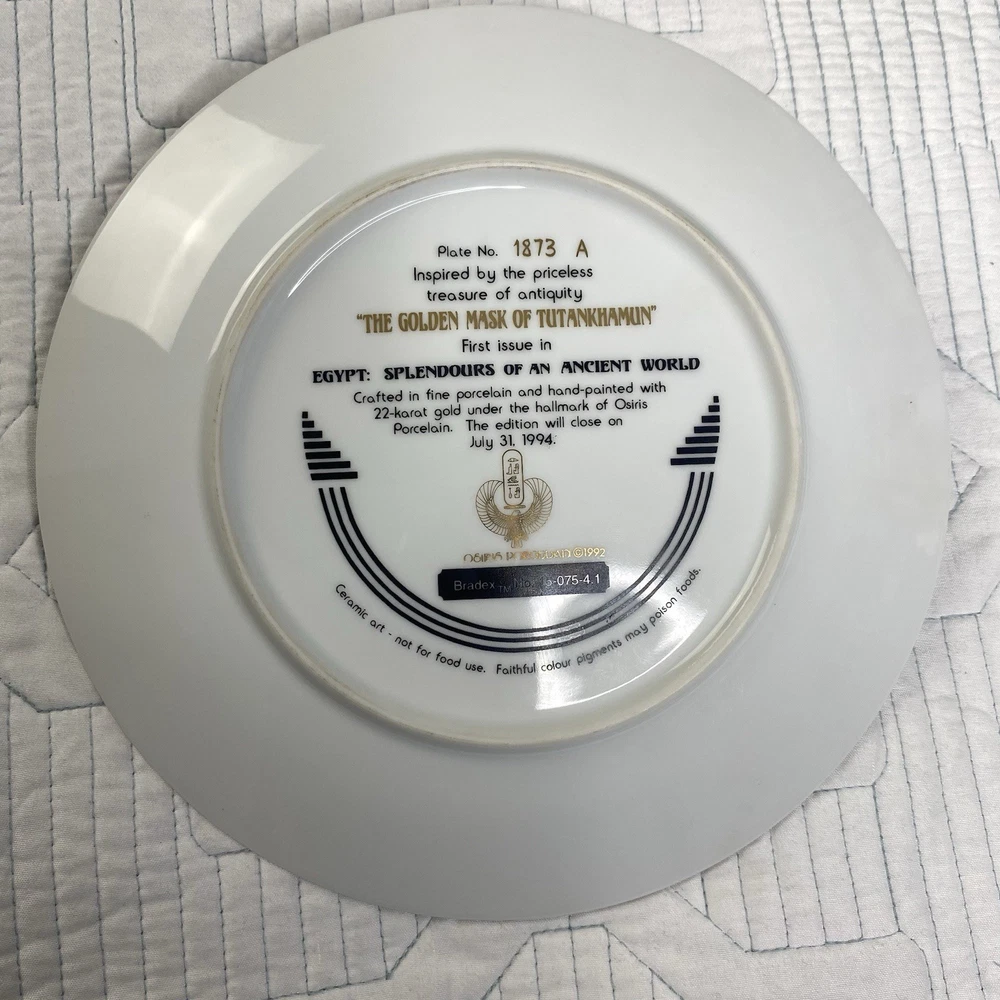 Plate No. 1873 A
Inspired by the priceless
treasure of antiquity
"THE GOLDEN MASK OF TUTANKHAMUN"
First issue in
EGYPT: SPLENDOURS OF AN ANCIENT WORLD
Crafted in fine porcelain and hand-painted with
22-karat gold under the hallmark of Osiris
Porcelain. The edition will close on
July 31, 1994.
OSIRIS PORCELAIN ©1992
Bradex TM -075-4.1
Ceramic art - not for food use. Faithful colour pigments may poison foods.